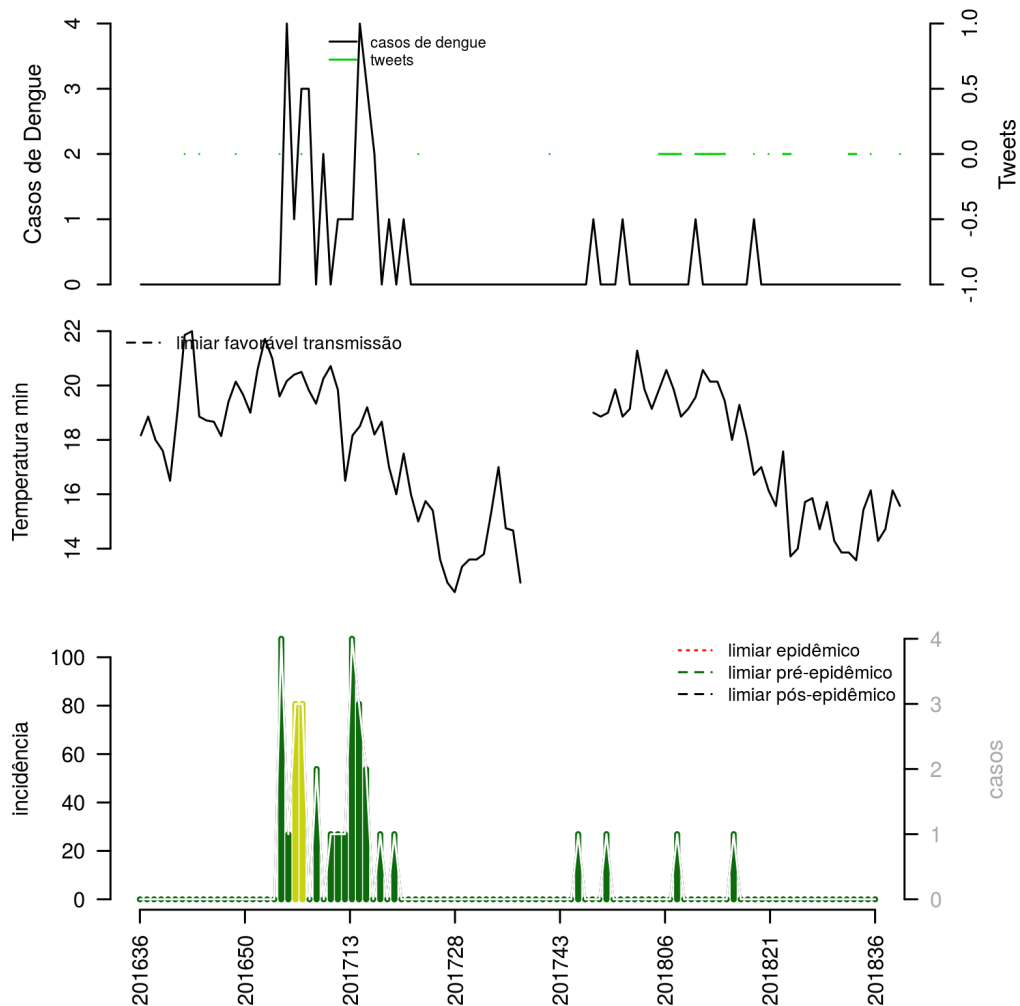 Casos de Dengue
0 1 2 3 4
casos de dengue
tweets
-1.0 -0.5 0.0 0.5 1.0
Tweets
Temperatura min
14 16 18 20 22
limiar favorável transmissão
incidência
0 20 40 60 80 100
limiar epidêmico
limiar pré-epidêmico
limiar pós-epidêmico
0 1 2 3 4
casos
201636 201650 201713 201728 201743 201806 201821 201836